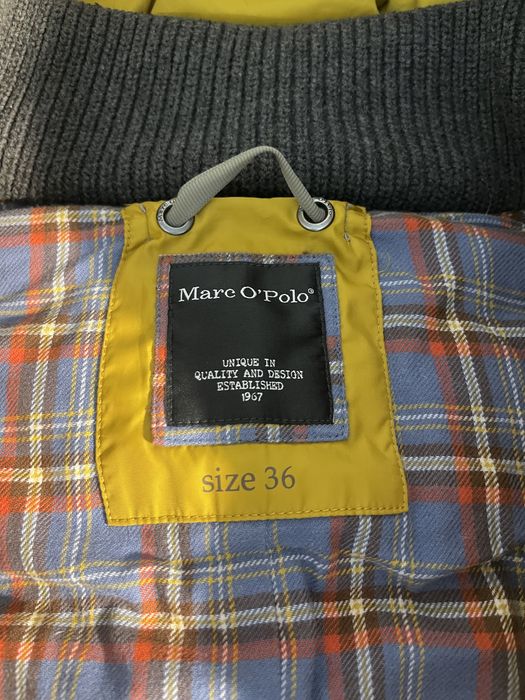 Marc O'Polo®
UNIQUE IN
QUALITY AND DESIGN
ESTABLISHED
1967
size 36